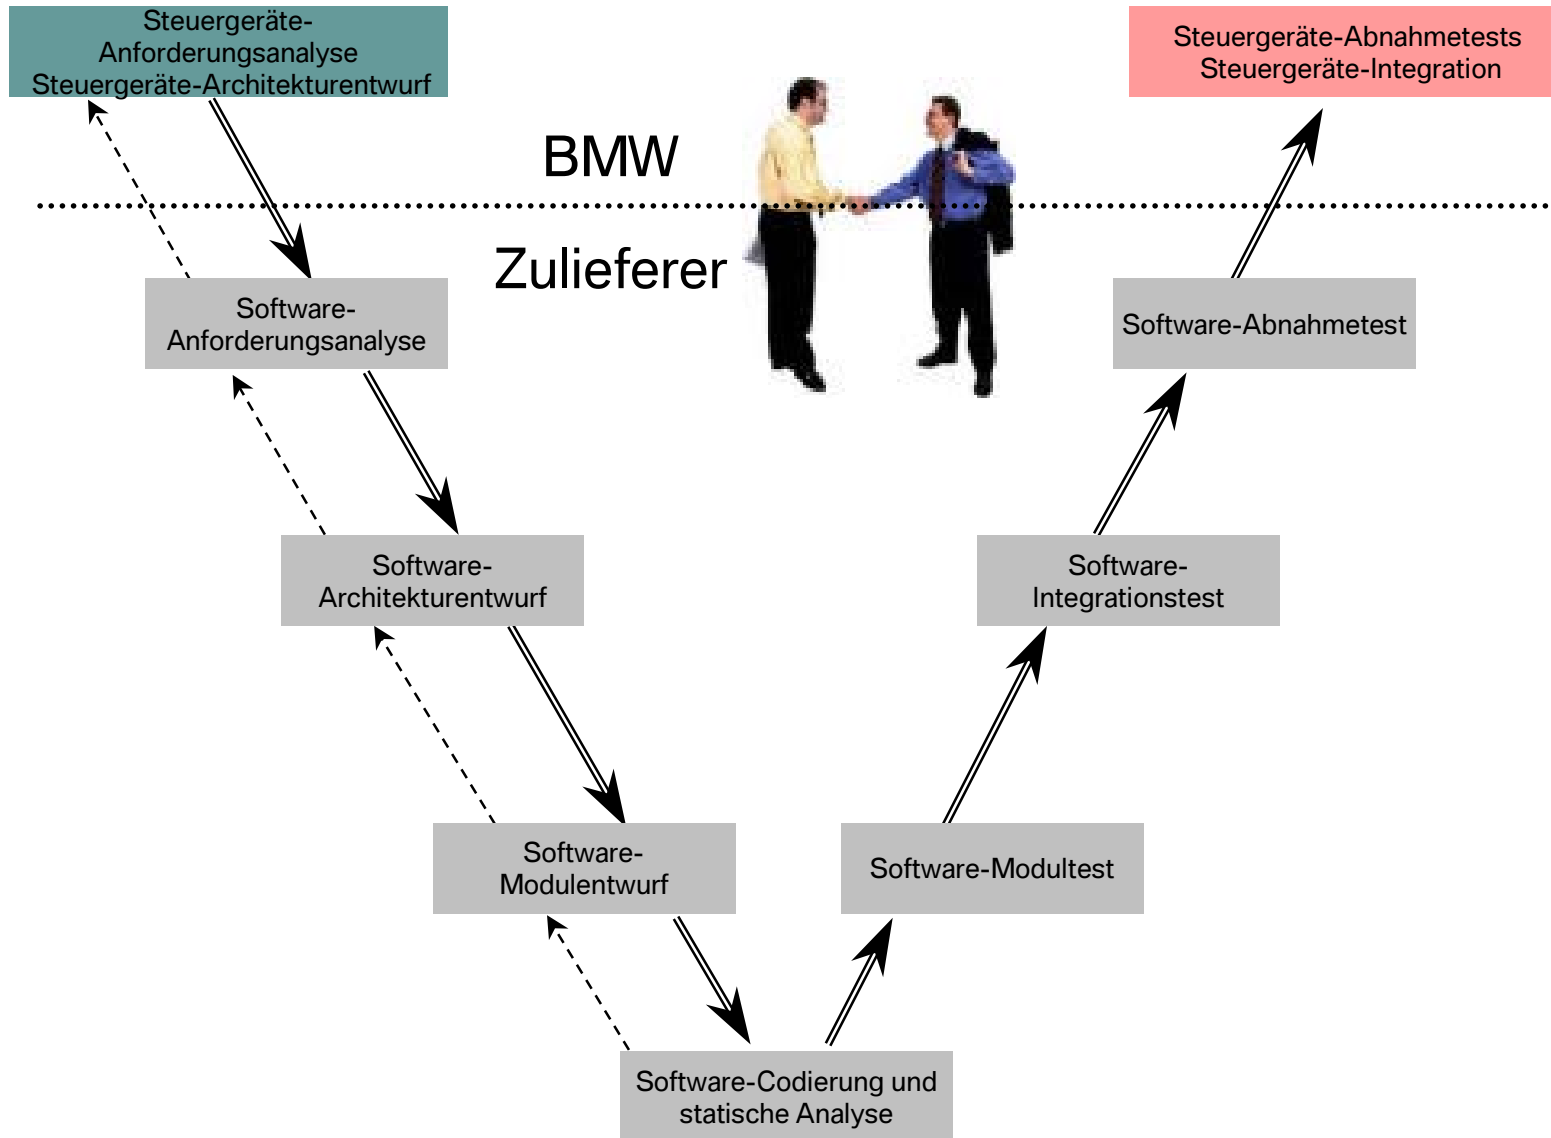 Steuergeräte-
Anforderungsanalyse
Steuergeräte-Architekturentwurf
Steuergeräte-Abnahmetests
Steuergeräte-Integration
BMW
Zulieferer
Software-
Anforderungsanalyse
Software-Abnahmetest
Software-
Architekturentwurf
Software-
Integrationstest
Software-
Modulentwurf
Software-Modultest
Software-Codierung und
statische Analyse